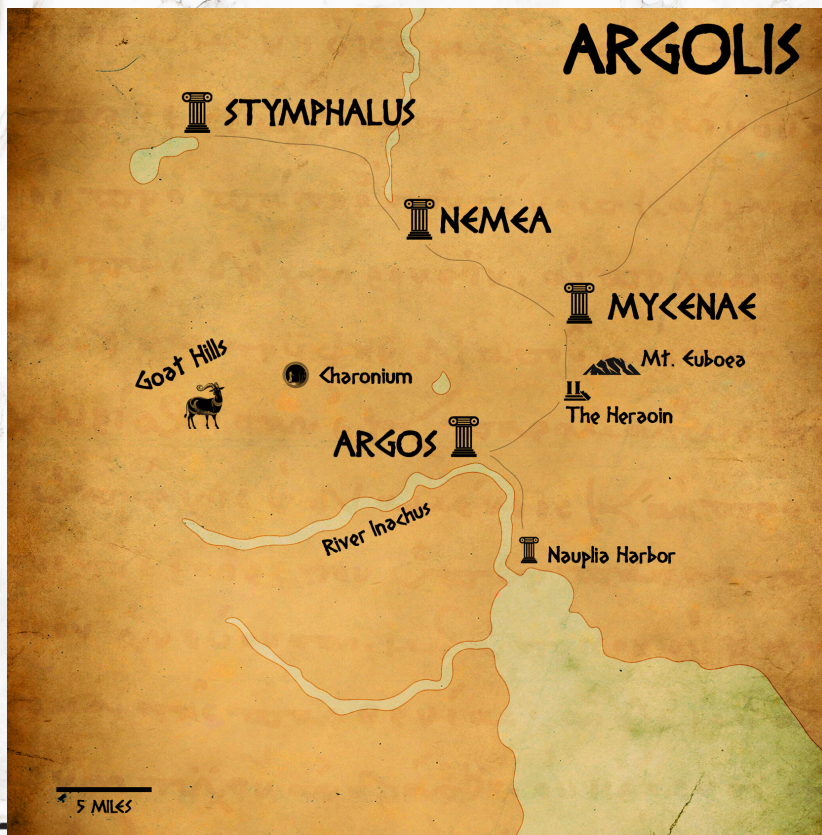 ARGOLIS
STYMPHALUS
NEMEA
MYCENAE
Goat Hills
Charonium
Mt. Euboea
The Heraoin
ARGOS
River Inachus
Nauplia Harbor
5 MILES